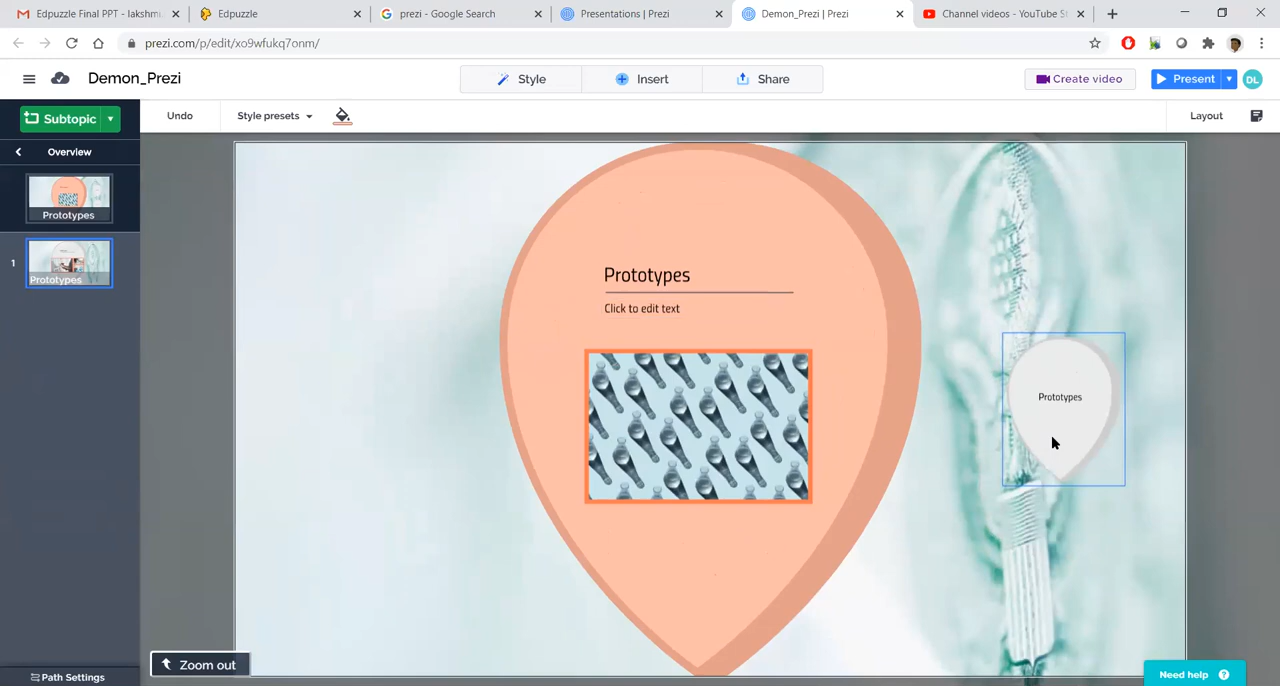 Edpuzzle Final PPT - lakshmi.
Edpuzzle
prezi - Google Search
Presentations | Prezi
Demon_Prezi | Prezi
Channel videos - YouTube S
prezi.com/p/edit/xo9wfukq7onm/
Demon_Prezi
Style
Insert
Share
Create video
Present
DL
Subtopic
Undo
Style presets
Layout
Overview
Prototypes
1
Prototypes
Prototypes
Click to edit text
Prototypes
Zoom out
Path Settings
Need help ?